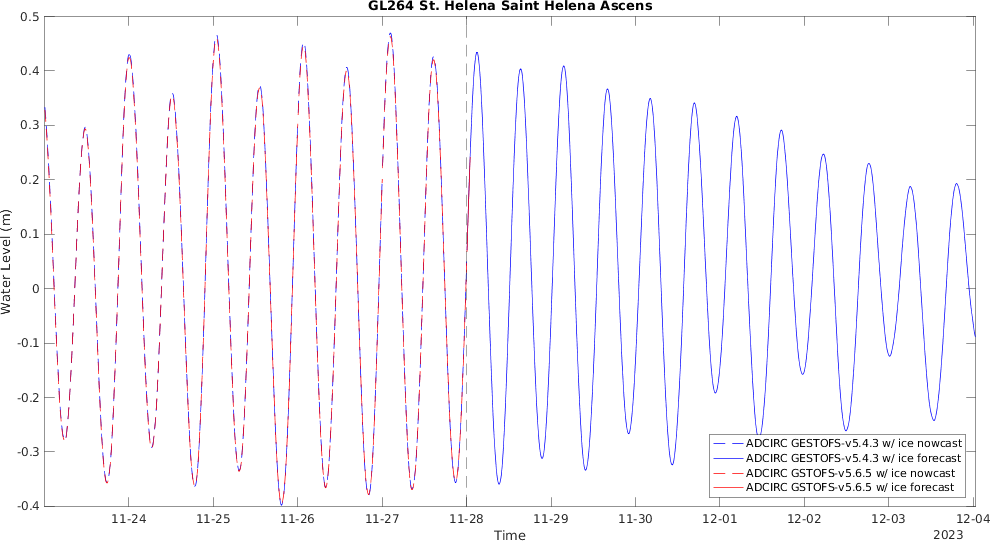 GL264 St. Helena Saint Helena Ascens
Water Level (m)
0.5
0.4
0.3
0.2
0.1
0
-0.1
-0.2
-0.3
-0.4
ADCIRC GESTOFS-v5.4.3 w/ ice nowcast
ADCIRC GESTOFS-v5.4.3 w/ ice forecast
ADCIRC GSTOFS-v5.6.5 w/ ice nowcast
ADCIRC GSTOFS-v5.6.5 w/ ice forecast
11-24 11-25 11-26 11-27 11-28 11-29 11-30 12-01 12-02 12-03 12-04
Time
2023